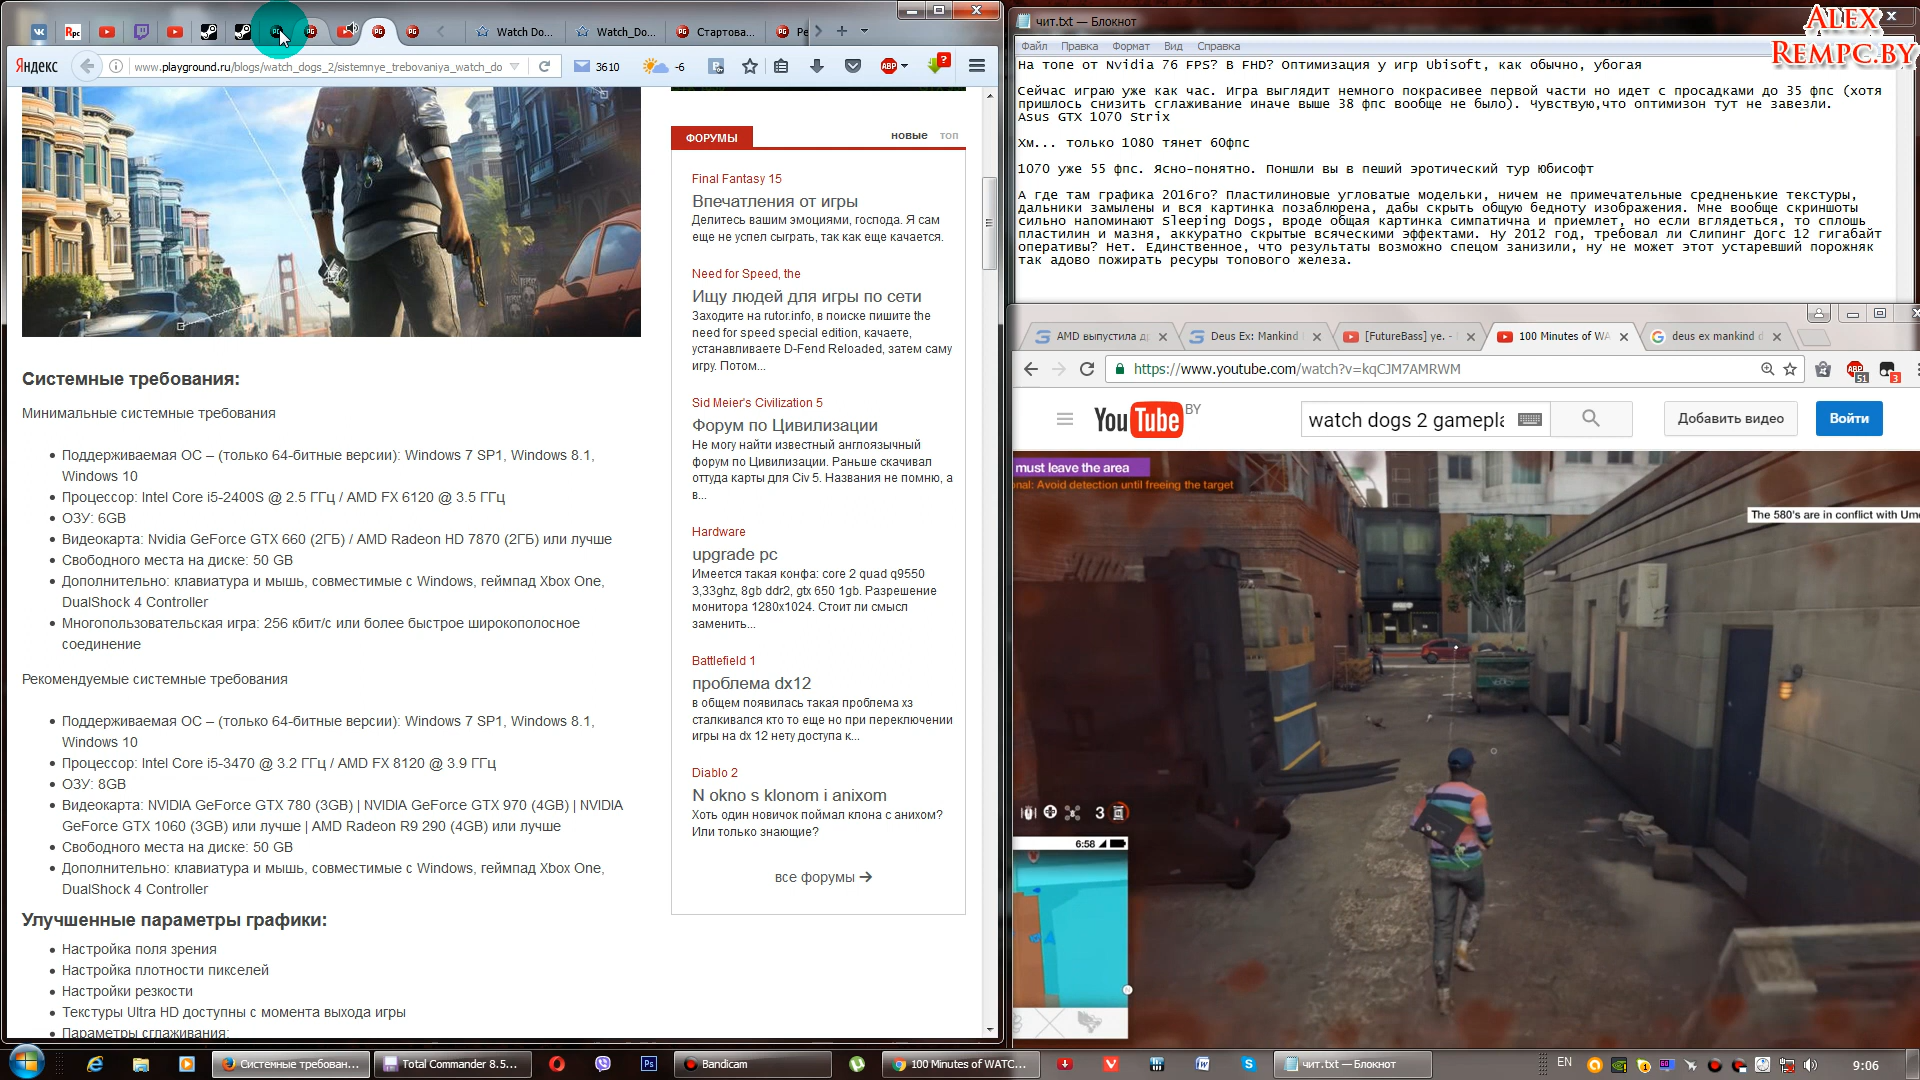 Watch Do...
Watch_Do...
Стартова...
Ре
Яндекс
www.playground.ru/blogs/watch_dogs_2/sistemnye_trebovaniya_watch_do
3610
-6
ABP
?
ФОРУМЫ
новые
топ
Final Fantasy 15
Впечатления от игры
Делитесь вашим эмоциями, господа. Я сам
еще не успел сыграть, так как еще качается.
Need for Speed, the
Ищу людей для игры по сети
Заходите на rutor.info, в поиске пишите the
need for speed special edition, качаете,
устанавливаете D-Fend Reloaded, затем саму
игру. Потом...
Sid Meier's Civilization 5
Форум по Цивилизации
Не могу найти известный англоязычный
форум по Цивилизации. Раньше скачивал
оттуда карты для Civ 5. Названия не помню, а
в...
Hardware
upgrade pc
Имеется такая конфа: core 2 quad q9550
3,33ghz, 8gb ddr2, gtx 650 1gb. Разрешение
монитора 1280x1024. Стоит ли смысл
заменить...
Battlefield 1
проблема dx12
в общем появилась такая проблема хз
сталкивался кто то еще но при переключении
игры на dx 12 нету доступа к...
Diablo 2
N okno s klonom i anixom
Хоть один новичок поймал клона с анихом?
Или только знающие?
все форумы
Системные требования:
Минимальные системные требования
Поддерживаемая ОС – (только 64-битные версии): Windows 7 SP1, Windows 8.1,
Windows 10
Процессор: Intel Core i5-2400S @ 2.5 ГГц / AMD FX 6120 @ 3.5 ГГц
ОЗУ: 6GB
Видеокарта: Nvidia GeForce GTX 660 (2ГБ) / AMD Radeon HD 7870 (2ГБ) или лучше
Свободного места на диске: 50 GB
Дополнительно: клавиатура и мышь, совместимые с Windows, геймпад Xbox One,
DualShock 4 Controller
Многопользовательская игра: 256 кбит/с или более быстрое широкополосное
соединение
Рекомендуемые системные требования
Поддерживаемая ОС – (только 64-битные версии): Windows 7 SP1, Windows 8.1,
Windows 10
Процессор: Intel Core i5-3470 @ 3.2 ГГц / AMD FX 8120 @ 3.9 ГГц
ОЗУ: 8GB
Видеокарта: NVIDIA GeForce GTX 780 (3GB) | NVIDIA GeForce GTX 970 (4GB) | NVIDIA
GeForce GTX 1060 (3GB) или лучше | AMD Radeon R9 290 (4GB) или лучше
Свободного места на диске: 50 GB
Дополнительно: клавиатура и мышь, совместимые с Windows, геймпад Xbox One,
DualShock 4 Controller
Улучшенные параметры графики:
Настройка поля зрения
Настройка плотности пикселей
Настройки резкости
Текстуры Ultra HD доступны с момента выхода игры
Параметры сглаживания:
чит.txt — Блокнот
Alex
Rempc.by
Файл Правка Формат Вид Справка
На топе от Nvidia 76 FPS? В FHD? Оптимизация у игр Ubisoft, как обычно, убогая
Сейчас играю уже как час. Игра выглядит немного покрасивее первой части но идет с просадками до 35 фпс (хотя
пришлось снизить сглаживание иначе выше 38 фпс вообще не было). Чувствую,что оптимизон тут не завезли.
Asus GTX 1070 Strix
Хм... только 1080 тянет 60фпс
1070 уже 55 фпс. Ясно-понятно. Поншли вы в пеший эротический тур Юбисофт
А где там графика 2016го? Пластилиновые угловатые модельки, ничем не примечательные средненькие текстуры,
дальники замылены и вся картинка позаблюрена, дабы скрыть общую бедноту изображения. Мне вообще скриншоты
сильно напоминают Sleeping Dogs, вроде общая картинка симпатична и приемлет, но если вглядеться, то сплошь
пластилин и мазня, аккуратно скрытые всяческими эффектами. Ну 2012 год, требовал ли Слипинг Догс 12 гигабайт
оперативы? Нет. Единственное, что результаты возможно спецом занизили, ну не может этот устаревший порожняк
так адово пожирать ресуры топового железа.
AMD выпустила д
Deus Ex: Mankind
[FutureBass] ye. -
100 Minutes of WA
deus ex mankind d
https://www.youtube.com/watch?v=kqCJM7AMRWM
ABP
51
3
YouTube BY
watch dogs 2 gamepla
Добавить видео
Войти
must leave the area
nal: Avoid detection until freeing the target
The 580's are in conflict with Um
3
6:58
Системные требован...
Total Commander 8.5...
Ps
Bandicam
100 Minutes of WATC...
чит.txt — Блокнот
EN
9:06